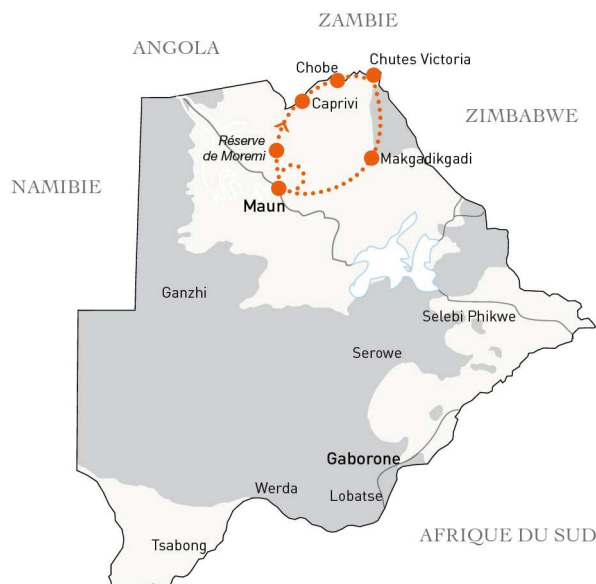 ZAMBIE
ANGOLA
Chutes Victoria
Chobe
Caprivi
ZIMBABWE
Réserve
de Moremi
Makgadikgadi
NAMIBIE
Maun
Ganzhi
Selebi Phikwe
Serowe
Gaborone
Werda
Lobatse
AFRIQUE DU SUD
Tsabong